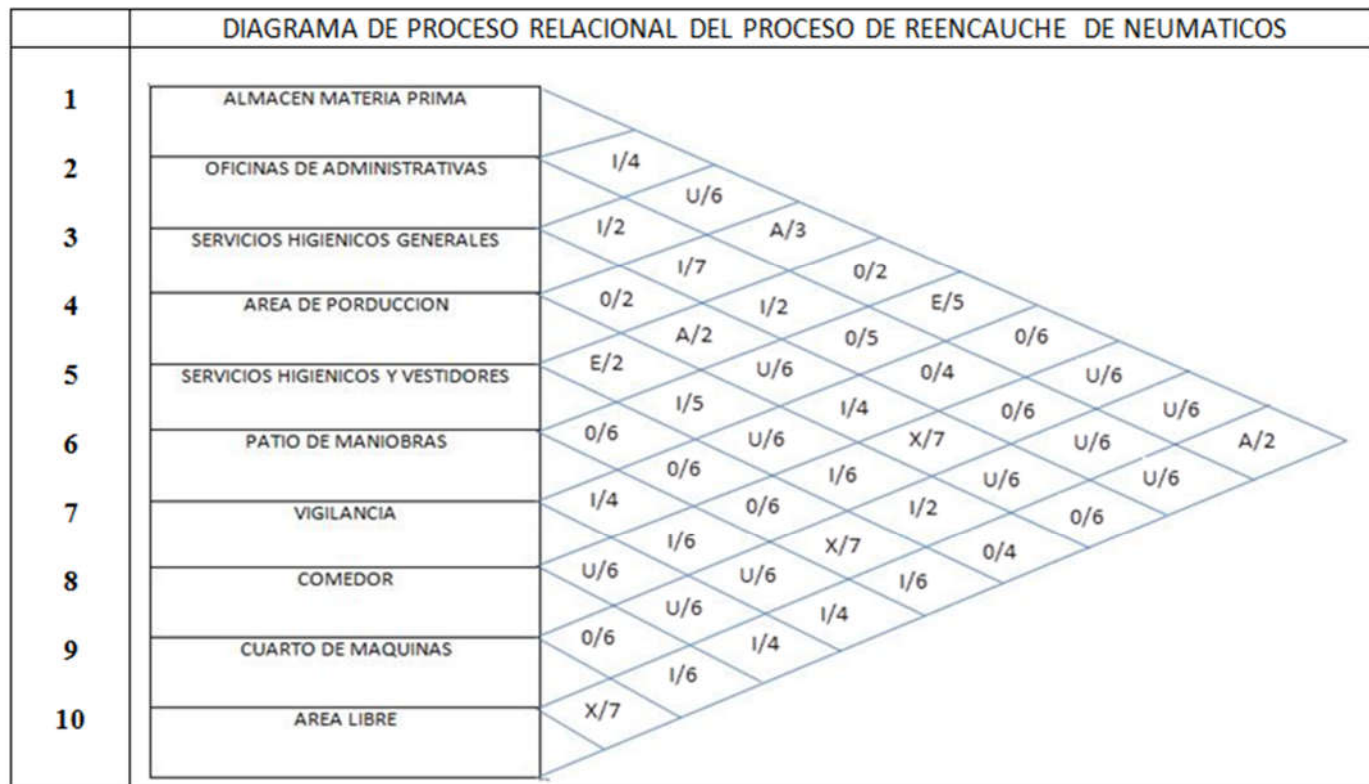 DIAGRAMA DE PROCESO RELACIONAL DEL PROCESO DE REENCAUCHE DE NEUMATICOS
1 ALMACEN MATERIA PRIMA
I/4
2 OFICINAS DE ADMINISTRATIVAS
U/6
I/2 A/3
3 SERVICIOS HIGIENICOS GENERALES
I/7 0/2
0/2 I/2 E/5
4 AREA DE PORDUCCION
A/2 0/5 0/6
E/2 U/6 0/4 U/6
5 SERVICIOS HIGIENICOS Y VESTIDORES
I/5 I/4 0/6 U/6
0/6 U/6 X/7 U/6 A/2
6 PATIO DE MANIOBRAS
0/6 I/6 U/6 U/6
I/4 0/6 I/2 0/6
7 VIGILANCIA
I/6 X/7 0/4
U/6 U/6 I/6
8 COMEDOR
U/6 I/4
0/6 I/4
9 CUARTO DE MAQUINAS
I/6
X/7
10 AREA LIBRE